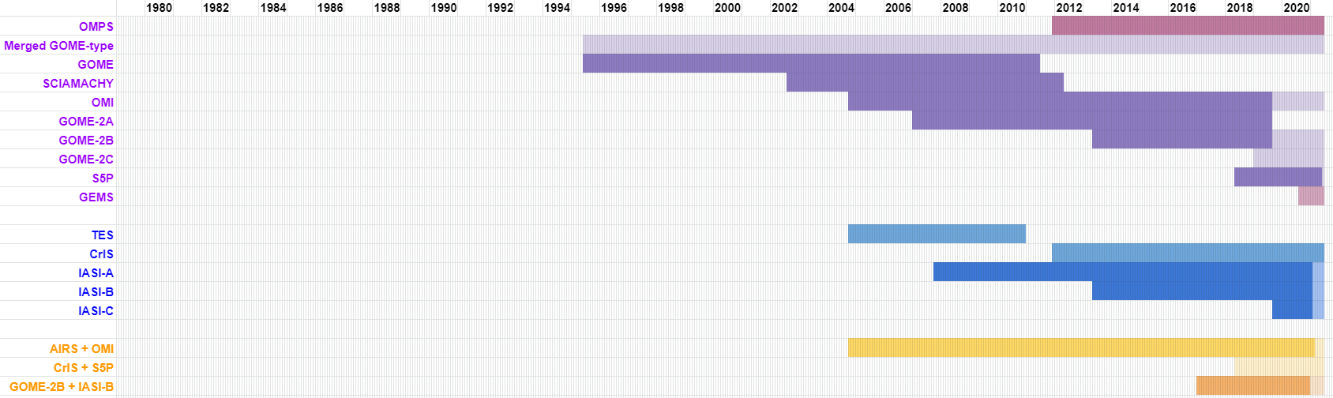 1980 1982 1984 1986 1988 1990 1992 1994 1996 1998 2000 2002 2004 2006 2008 2010 2012 2014 2016 2018 2020
OMPS
Merged GOME-type
GOME
SCIAMACHY
OMI
GOME-2A
GOME-2B
GOME-2C
S5P
GEMS
TES
CrIS
IASI-A
IASI-B
IASI-C
AIRS + OMI
CrIS + S5P
GOME-2B + IASI-B